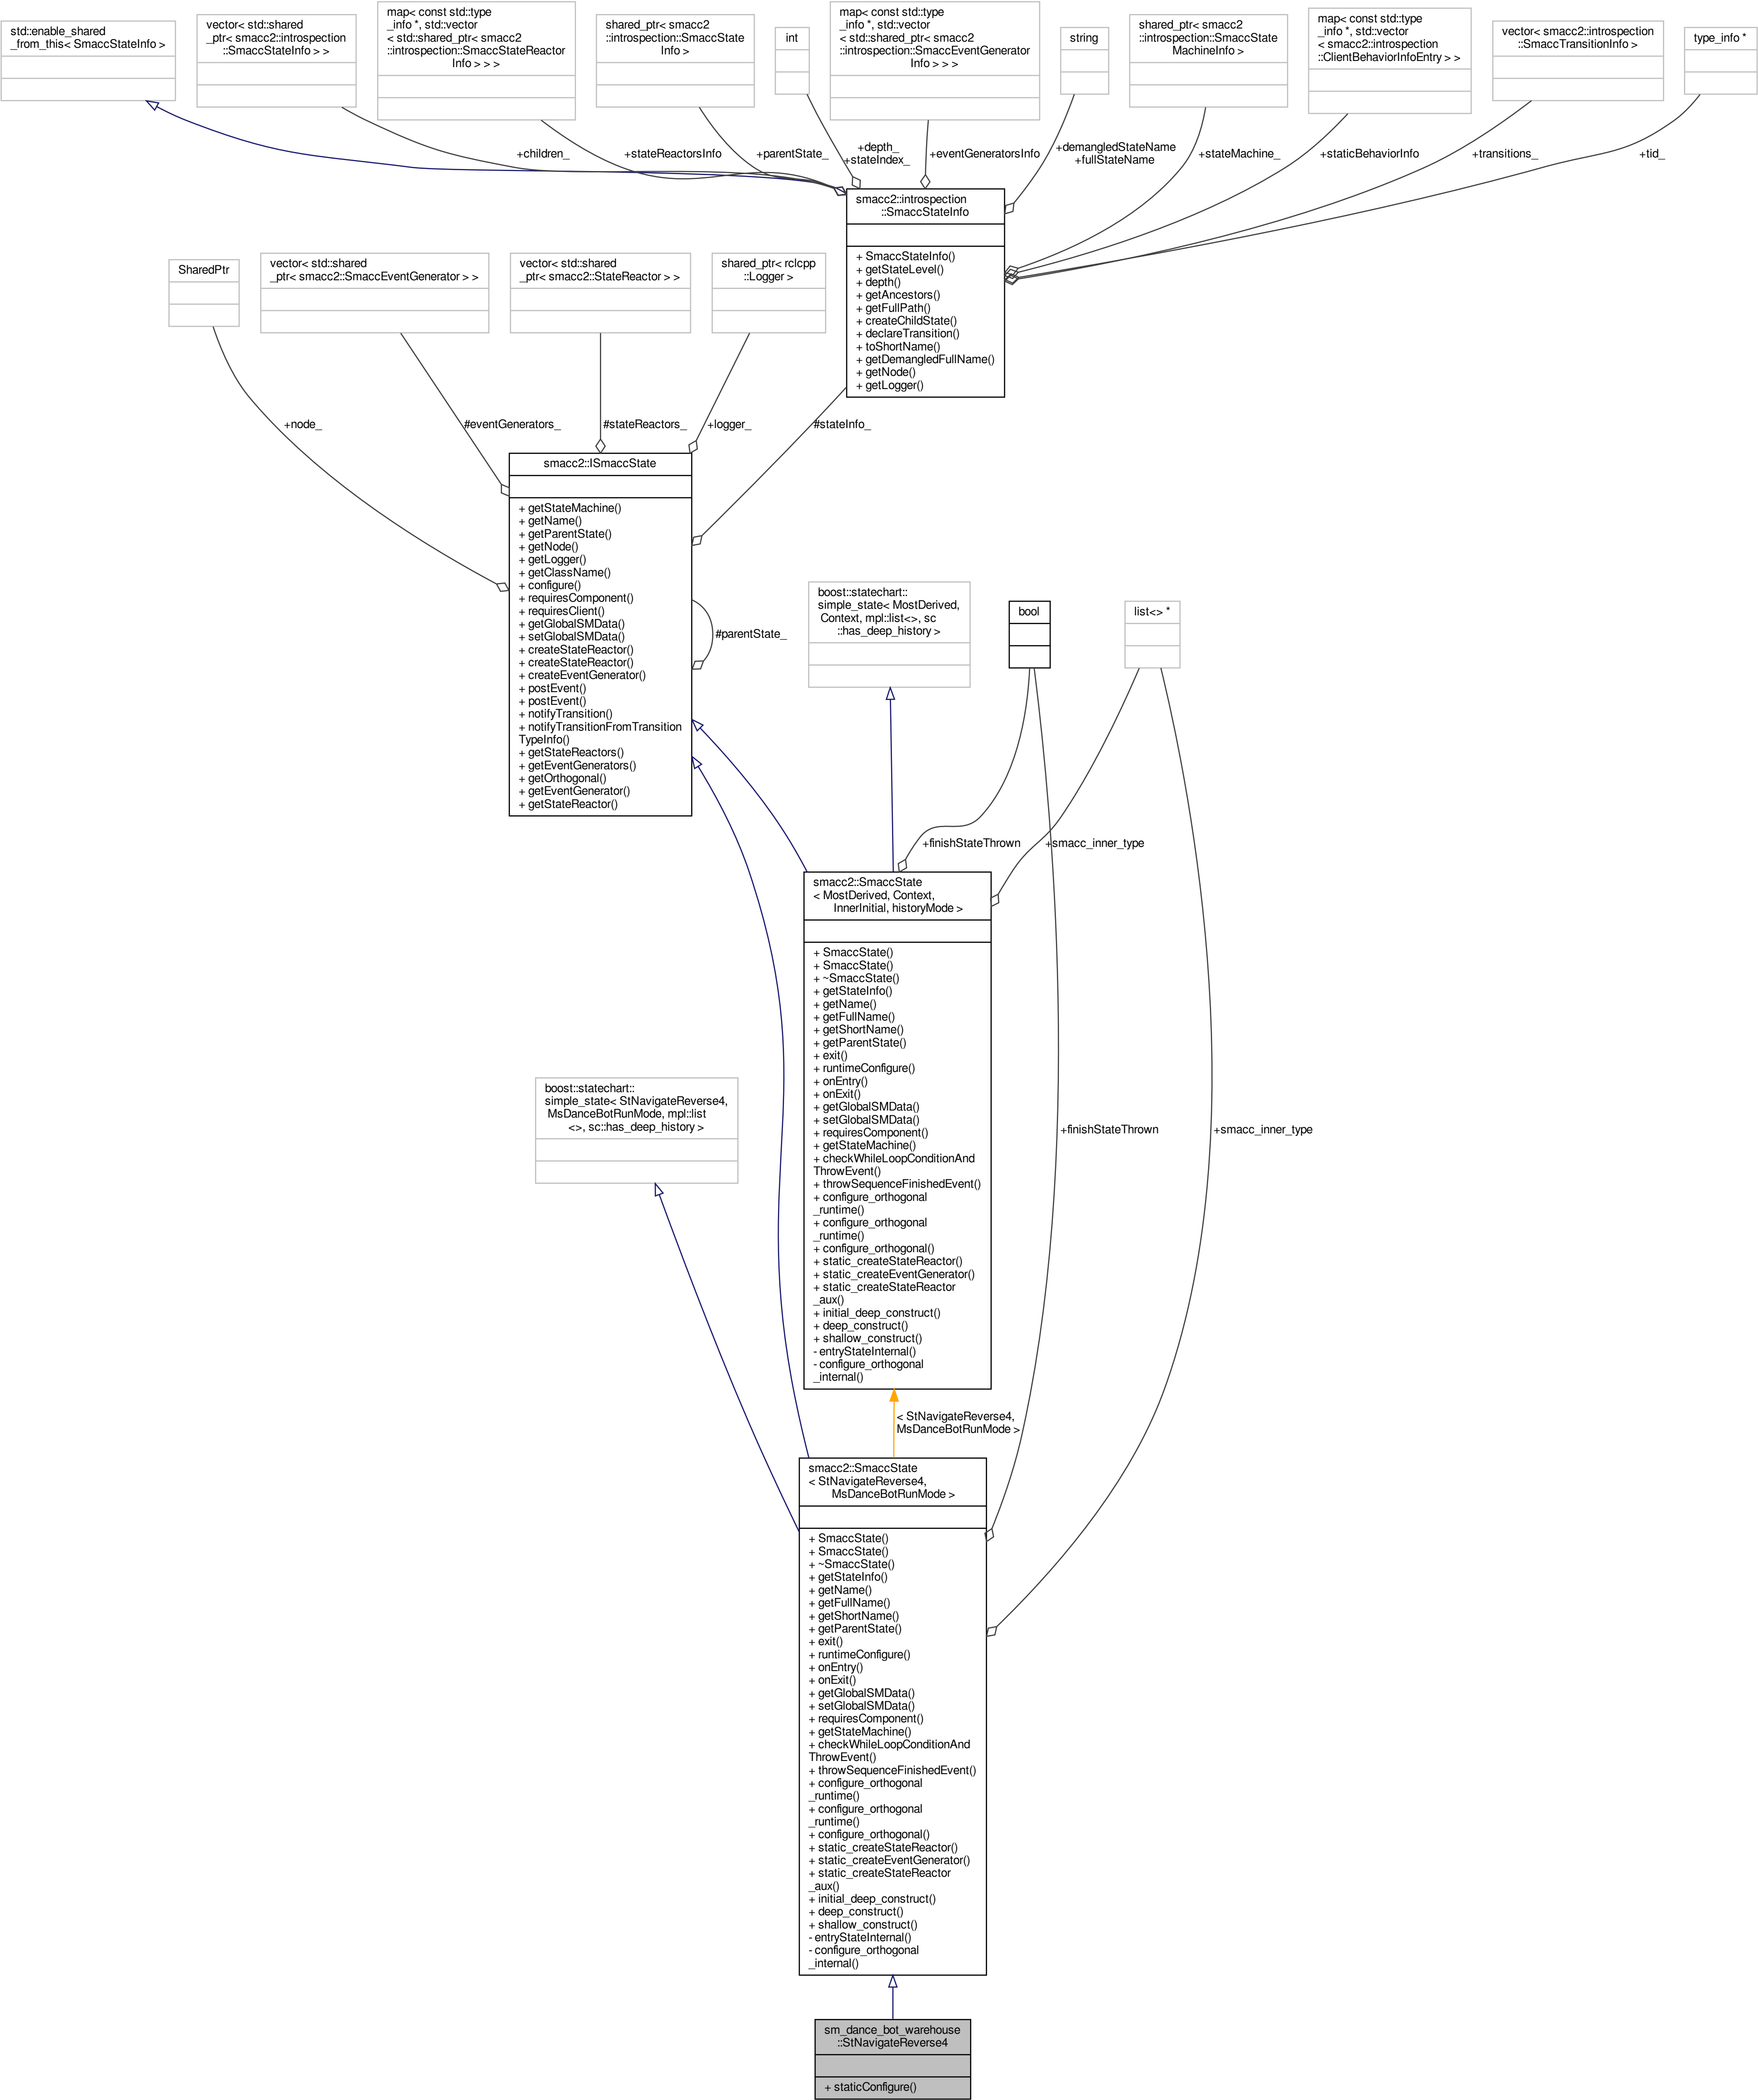 std::enable_shared
_from_this< SmaccStateInfo >
vector< std::shared
_ptr< smacc2::introspection
::SmaccStateInfo > >
map< const std::type
_info *, std::vector
< std::shared_ptr< smacc2
::introspection::SmaccStateReactor
Info > > >
shared_ptr< smacc2
::introspection::SmaccState
Info >
int
map< const std::type
_info *, std::vector
< std::shared_ptr< smacc2
::introspection::SmaccEventGenerator
Info > > >
string
shared_ptr< smacc2
::introspection::SmaccState
MachineInfo >
map< const std::type
_info *, std::vector
< smacc2::introspection
::ClientBehaviorInfoEntry > >
vector< smacc2::introspection
::SmaccTransitionInfo >
type_info *
+children_
+stateReactorsInfo
+parentState_
+depth_
+stateIndex_
+eventGeneratorsInfo
+demangledStateName
+fullStateName
+stateMachine_
+staticBehaviorInfo
+transitions_
+tid_
smacc2::introspection
::SmaccStateInfo
+ SmaccStateInfo()
+ getStateLevel()
+ depth()
+ getAncestors()
+ getFullPath()
+ createChildState()
+ declareTransition()
+ toShortName()
+ getDemangledFullName()
+ getNode()
+ getLogger()
SharedPtr
vector< std::shared
_ptr< smacc2::SmaccEventGenerator > >
vector< std::shared
_ptr< smacc2::StateReactor > >
shared_ptr< rclcpp
::Logger >
+node_
#eventGenerators_
#stateReactors_
+logger_
#stateInfo_
smacc2::ISmaccState
+ getStateMachine()
+ getName()
+ getParentState()
+ getNode()
+ getLogger()
+ getClassName()
+ configure()
+ requiresComponent()
+ requiresClient()
+ getGlobalSMData()
+ setGlobalSMData()
+ createStateReactor()
+ createStateReactor()
+ createEventGenerator()
+ postEvent()
+ postEvent()
+ notifyTransition()
+ notifyTransitionFromTransition
TypeInfo()
+ getStateReactors()
+ getEventGenerators()
+ getOrthogonal()
+ getEventGenerator()
+ getStateReactor()
#parentState_
boost::statechart::
simple_state< MostDerived,
Context, mpl::list<>, sc
::has_deep_history >
bool
list<> *
+finishStateThrown
+smacc_inner_type
smacc2::SmaccState
< MostDerived, Context,
InnerInitial, historyMode >
+ SmaccState()
+ SmaccState()
+ ~SmaccState()
+ getStateInfo()
+ getName()
+ getFullName()
+ getShortName()
+ getParentState()
+ exit()
+ runtimeConfigure()
+ onEntry()
+ onExit()
+ getGlobalSMData()
+ setGlobalSMData()
+ requiresComponent()
+ getStateMachine()
+ checkWhileLoopConditionAnd
ThrowEvent()
+ throwSequenceFinishedEvent()
+ configure_orthogonal
_runtime()
+ configure_orthogonal
_runtime()
+ configure_orthogonal()
+ static_createStateReactor()
+ static_createEventGenerator()
+ static_createStateReactor
_aux()
+ initial_deep_construct()
+ deep_construct()
+ shallow_construct()
- entryStateInternal()
- configure_orthogonal
_internal()
boost::statechart::
simple_state< StNavigateReverse4,
MsDanceBotRunMode, mpl::list
<>, sc::has_deep_history >
+finishStateThrown
+smacc_inner_type
< StNavigateReverse4,
MsDanceBotRunMode >
smacc2::SmaccState
< StNavigateReverse4,
MsDanceBotRunMode >
+ SmaccState()
+ SmaccState()
+ ~SmaccState()
+ getStateInfo()
+ getName()
+ getFullName()
+ getShortName()
+ getParentState()
+ exit()
+ runtimeConfigure()
+ onEntry()
+ onExit()
+ getGlobalSMData()
+ setGlobalSMData()
+ requiresComponent()
+ getStateMachine()
+ checkWhileLoopConditionAnd
ThrowEvent()
+ throwSequenceFinishedEvent()
+ configure_orthogonal
_runtime()
+ configure_orthogonal
_runtime()
+ configure_orthogonal()
+ static_createStateReactor()
+ static_createEventGenerator()
+ static_createStateReactor
_aux()
+ initial_deep_construct()
+ deep_construct()
+ shallow_construct()
- entryStateInternal()
- configure_orthogonal
_internal()
sm_dance_bot_warehouse
::StNavigateReverse4
+ staticConfigure()